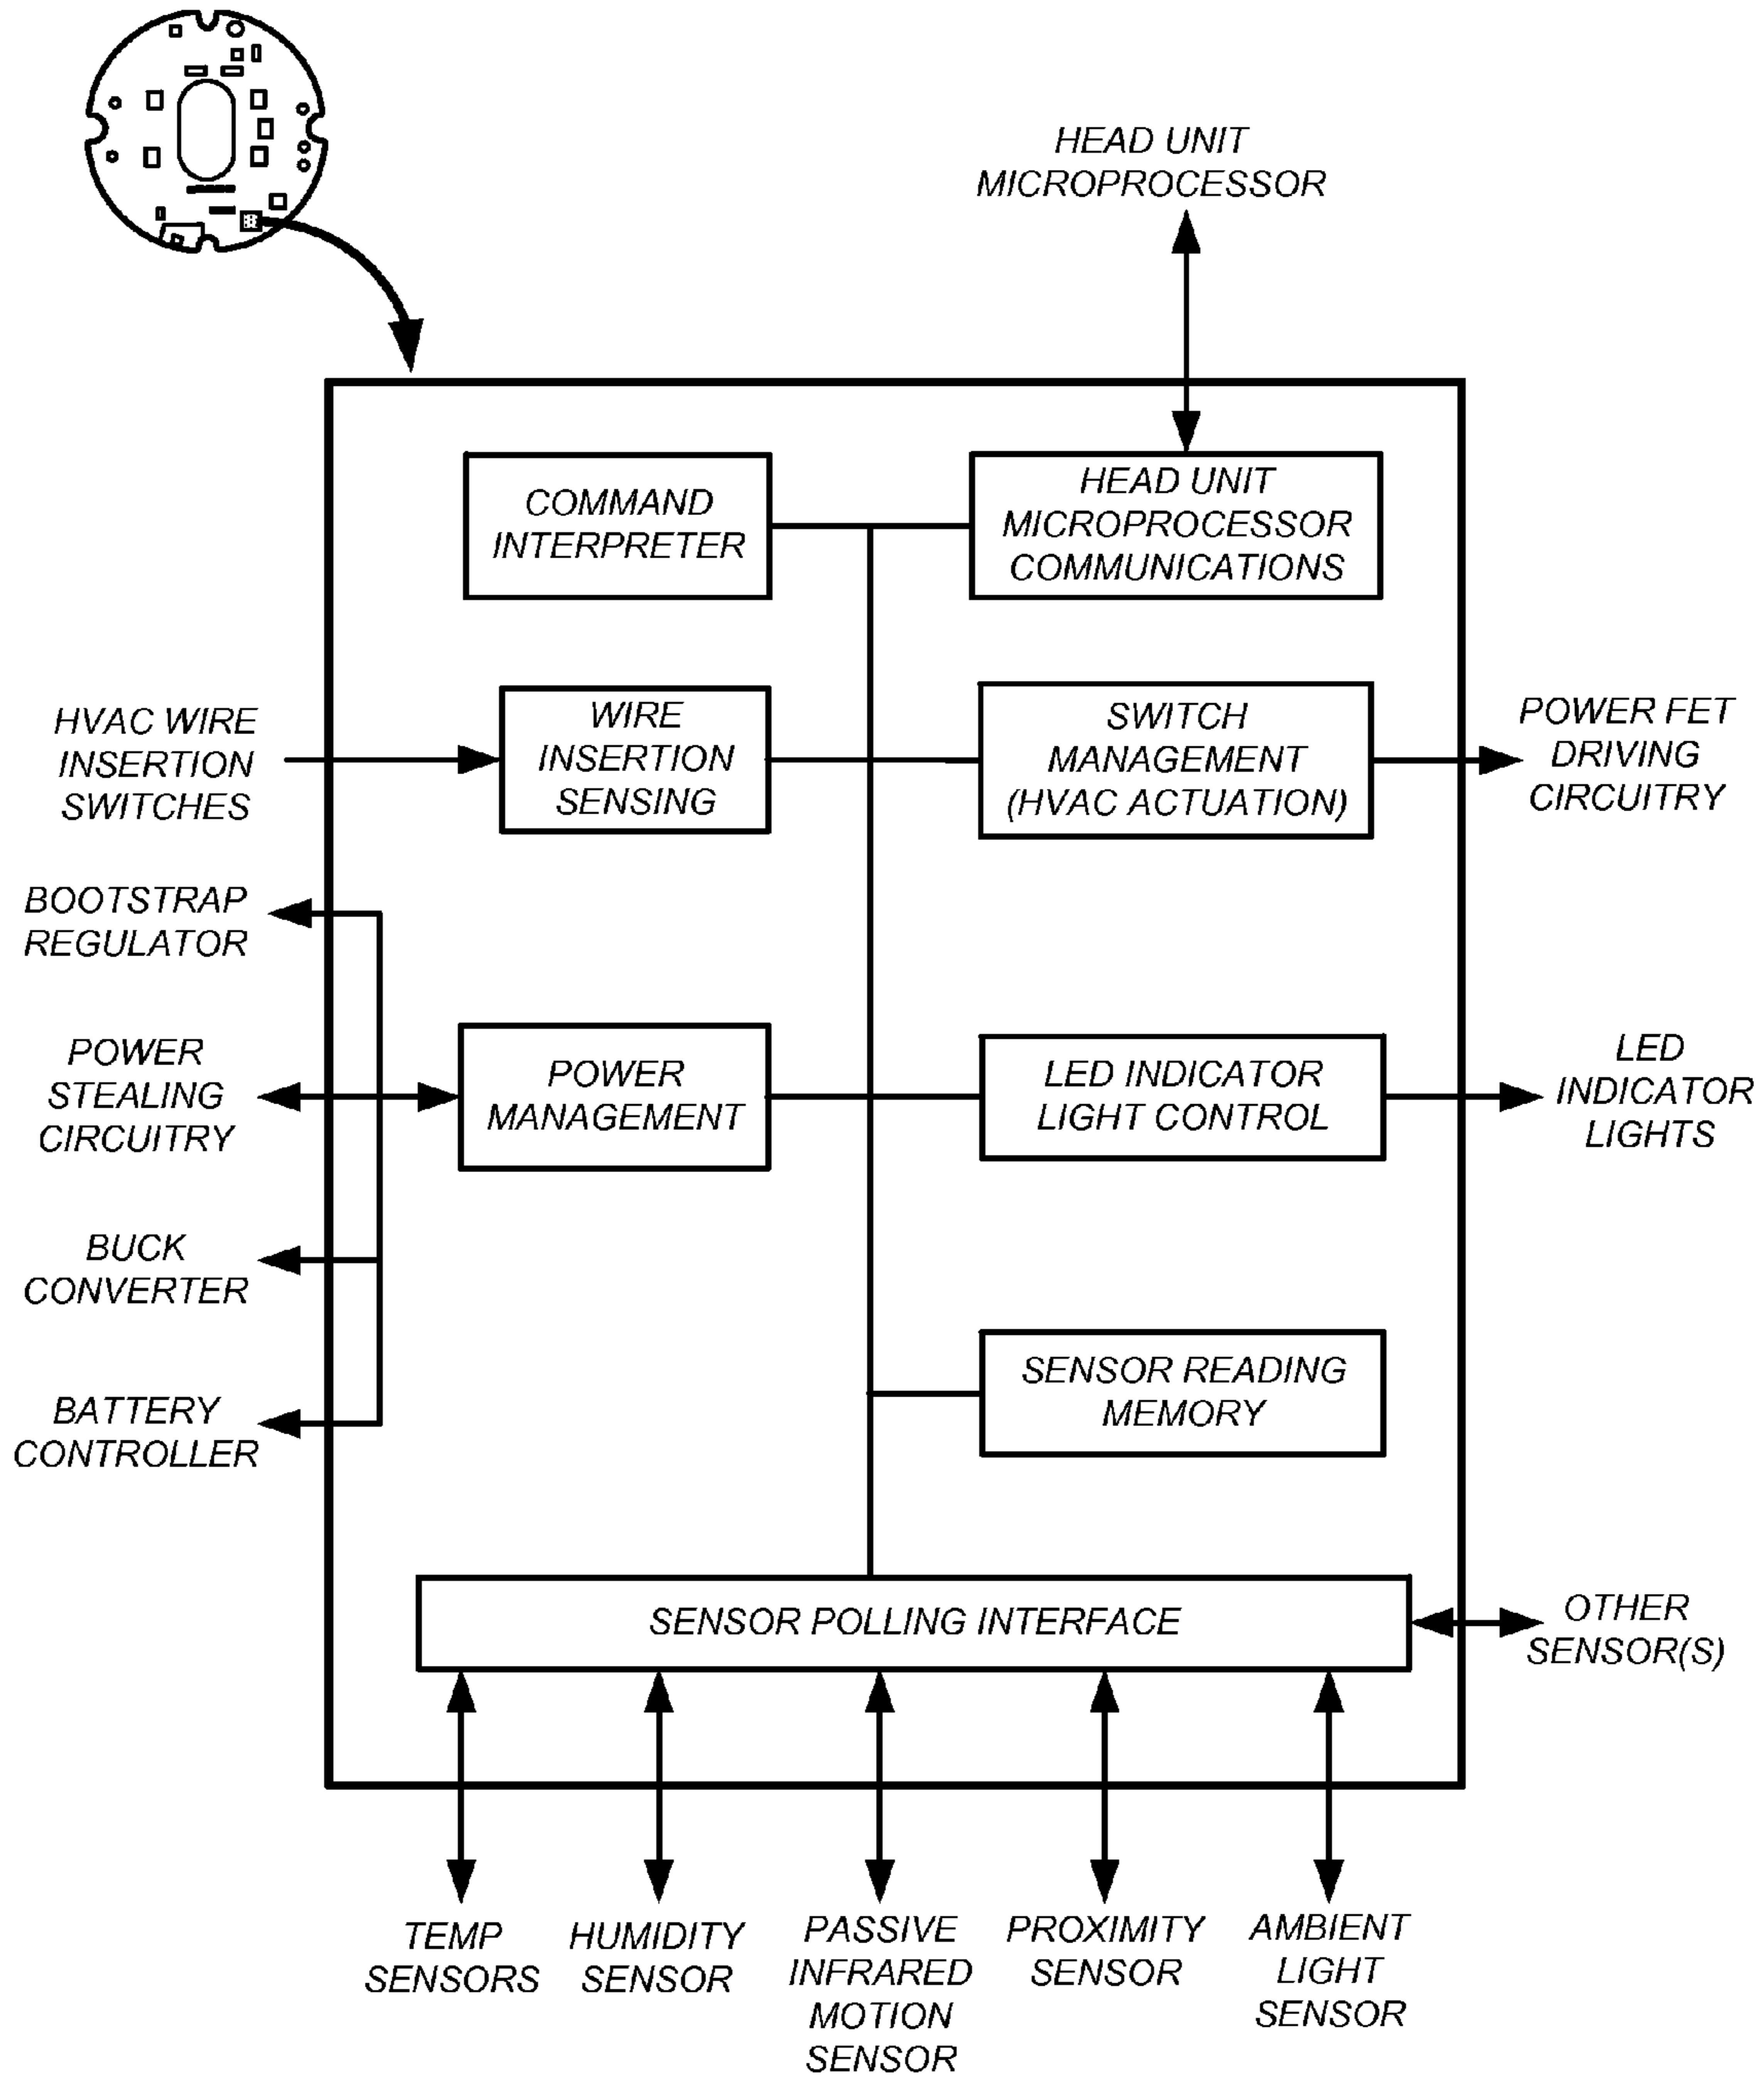 HEAD UNIT
MICROPROCESSOR
COMMAND
INTERPRETER
HEAD UNIT
MICROPROCESSOR
COMMUNICATIONS
HVAC WIRE
INSERTION
SWITCHES
WIRE
INSERTION
SENSING
SWITCH
MANAGEMENT
(HVAC ACTUATION)
POWER FET
DRIVING
CIRCUITRY
BOOTSTRAP
REGULATOR
POWER
STEALING
CIRCUITRY
POWER
MANAGEMENT
LED INDICATOR
LIGHT CONTROL
LED
INDICATOR
LIGHTS
BUCK
CONVERTER
BATTERY
CONTROLLER
SENSOR READING
MEMORY
SENSOR POLLING INTERFACE
OTHER
SENSOR(S)
TEMP
SENSORS
HUMIDITY
SENSOR
PASSIVE
INFRARED
MOTION
SENSOR
PROXIMITY
SENSOR
AMBIENT
LIGHT
SENSOR